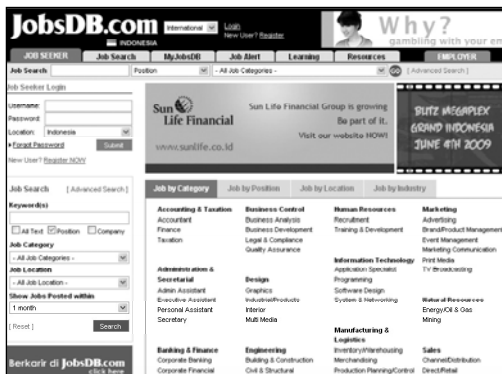 JobsDB.com
INDONESIA
International
Login
New User? Register
Why?
gambling with your em
JOB SEEKER
Job Search
MyJobsDB
Job Alert
Learning
Resources
EMPLOYER
Job Search
Position
- All Job Categories -
GO
[ Advanced Search ]
Job Seeker Login
Username:
Password:
Location: Indonesia
Forgot Password
Submit
New User? Register NOW
Sun
Life Financial
www.sunlife.co.id
Sun Life Financial Group is growing
Be part of it.
Visit our website NOW!
BLITZ MEGAPLEX
GRAND INDONESIA
JUNE 4TH 2009
Job Search [ Advanced Search ]
Keyword(s)
All Text Position Company
Job Category
- All Job Categories -
Job Location
- All Job Location -
Show Jobs Posted within
1 month
[ Reset ]
Search
Berkarir di JobsDB.com
click here
Job by Category
Job by Position
Job by Location
Job by Industry
Accounting & Taxation
Accountant
Finance
Taxation
Business Control
Business Analysis
Business Development
Legal & Compliance
Quality Assurance
Human Resources
Recruitment
Training & Development
Marketing
Advertising
Brand/Product Management
Event Management
Marketing Communication
Print Media
TV Broadcasting
Administration &
Secretarial
Admin Assistant
Executive Assistant
Personal Assistant
Secretary
Design
Graphics
Industrial/Products
Interior
Multi Media
Information Technology
Application Specialist
Programming
Software Design
System & Networking
Natural Resources
Energy/Oil & Gas
Mining
Banking & Finance
Corporate Banking
Corporate Financial
Engineering
Building & Construction
Civil & Structural
Manufacturing &
Logistics
Inventory/Warehousing
Merchandising
Production Planning/Control
Sales
Channel/Distribution
Direct/Retail